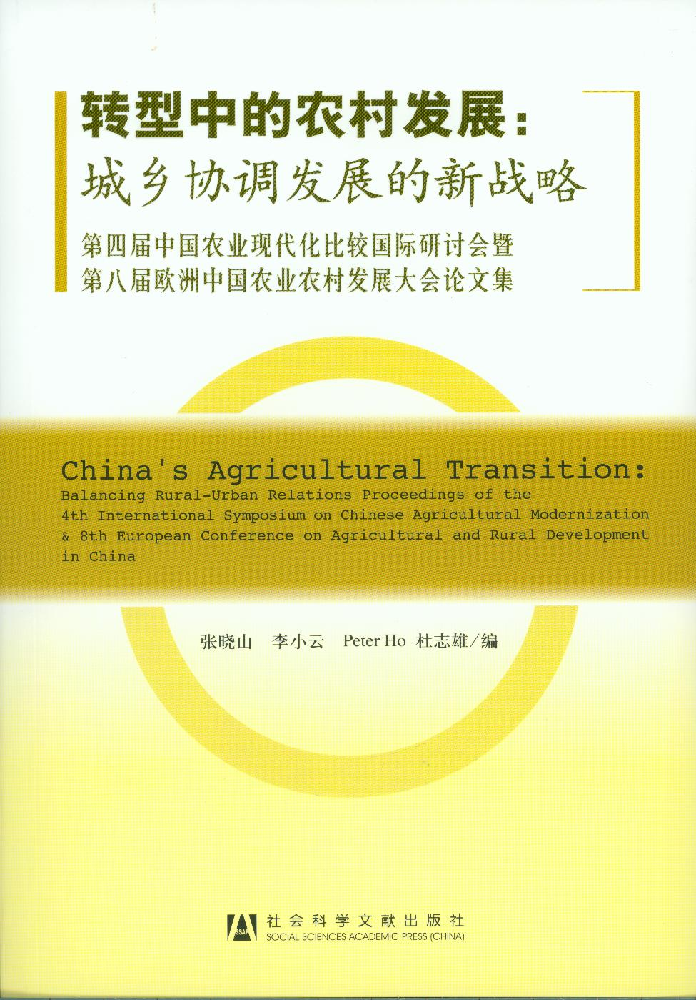 转型中的农村发展：
城乡协调发展的新战略
第四届中国农业现代化比较国际研讨会暨
第八届欧洲中国农业农村发展大会论文集
China's Agricultural Transition:
Balancing Rural-Urban Relations Proceedings of the
4th International Symposium on Chinese Agricultural Modernization
& 8th European Conference on Agricultural and Rural Development
in China
张晓山 李小云 Peter Ho 杜志雄/编
SSAP
社会科学文献出版社
SOCIAL SCIENCES ACADEMIC PRESS (CHINA)